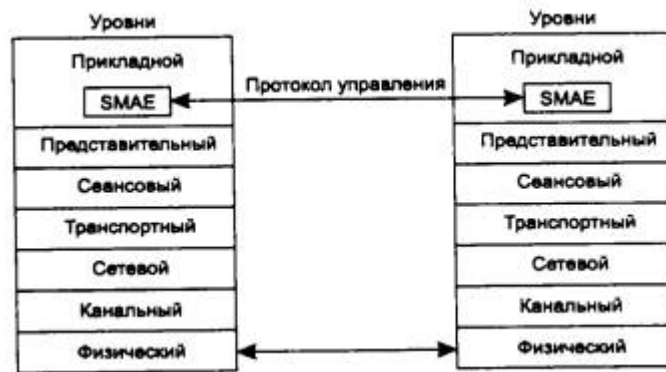 Уровни
Прикладной
SMAE
Представительный
Сеансовый
Транспортный
Сетевой
Канальный
Физический
Протокол управления
Уровни
Прикладной
SMAE
Представительный
Сеансовый
Транспортный
Сетевой
Канальный
Физический